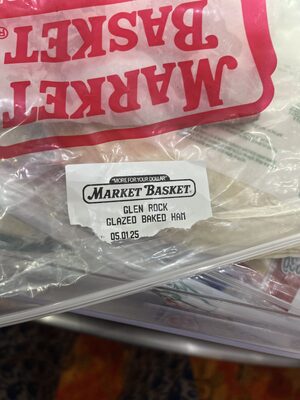 MARKET
BASKET
®
"MORE FOR YOUR DOLLAR"
MARKET BASKET
GLEN ROCK
GLAZED BAKED HAM
05.01.25